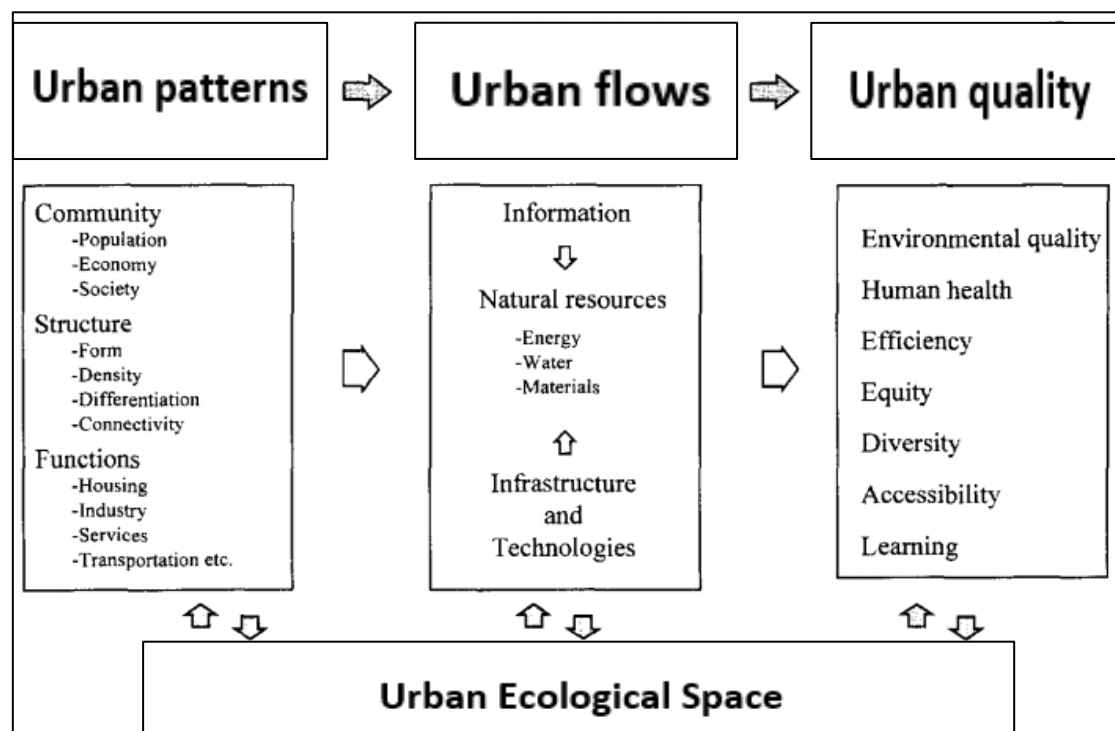 Urban patterns
Urban flows
Urban quality
Community
-Population
-Economy
-Society
Structure
-Form
-Density
-Differentiation
-Connectivity
Functions
-Housing
-Industry
-Services
-Transportation etc.
Information
Natural resources
-Energy
-Water
-Materials
Infrastructure
and
Technologies
Environmental quality
Human health
Efficiency
Equity
Diversity
Accessibility
Learning
Urban Ecological Space